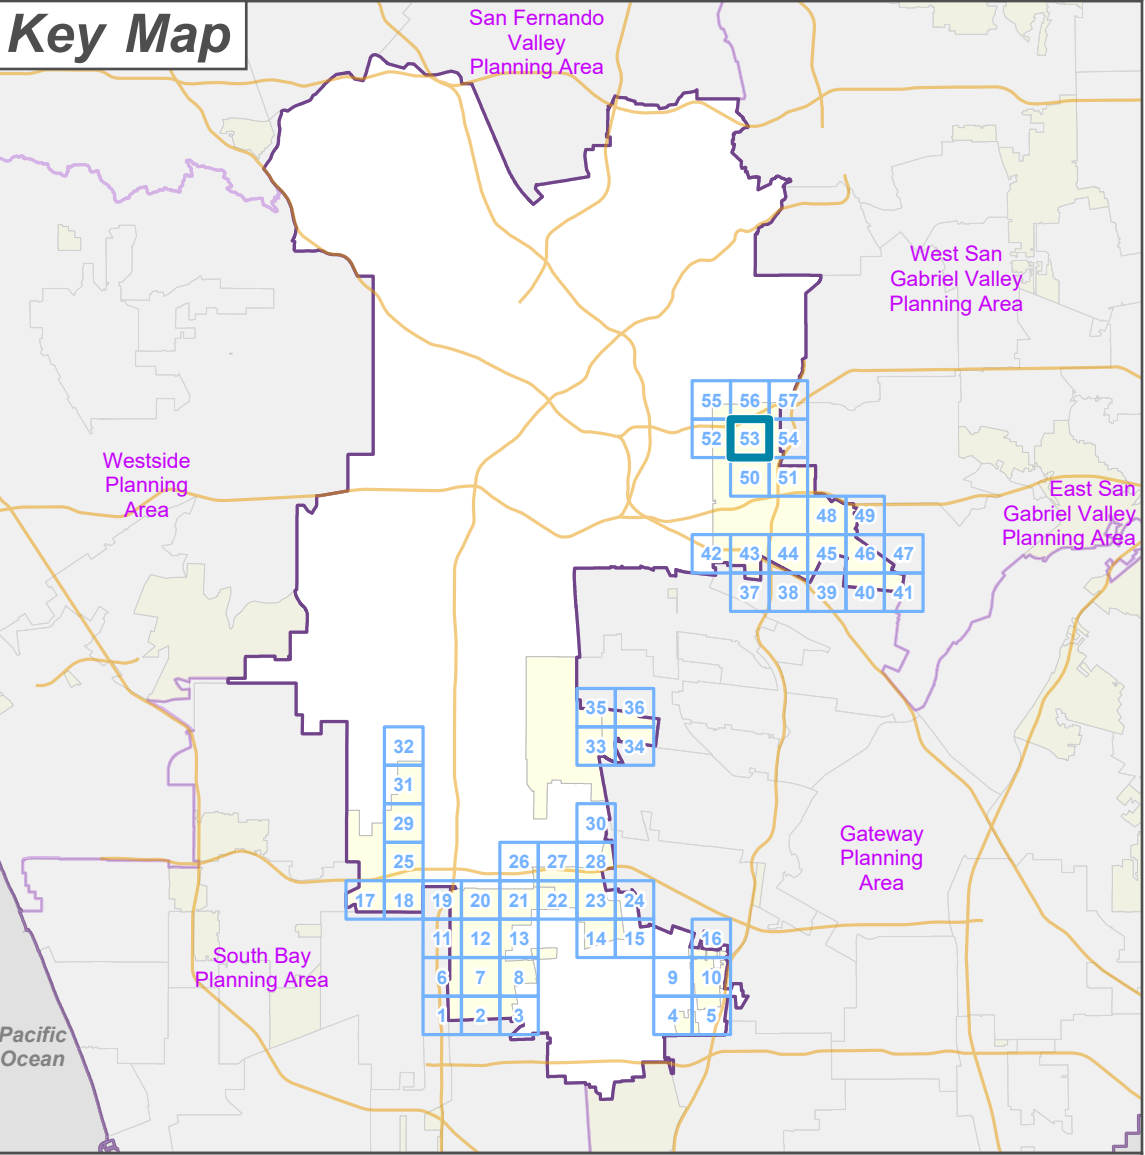 Key Map
San Fernando
Valley
Planning Area
West San
Gabriel Valley
Planning Area
55 56 57
52 53 54
Westside
Planning
Area
50 51
East San
Gabriel Valley
Planning Area
48 49
42 43 44 45 46 47
37 38 39 40 41
35 36
32 33 34
31
29 30
Gateway
Planning
Area
25 26 27 28
17 18 19 20 21 22 23 24
11 12 13 14 15 16
South Bay
Planning Area
6 7 8 9 10
1 2 3 4 5
Pacific
Ocean